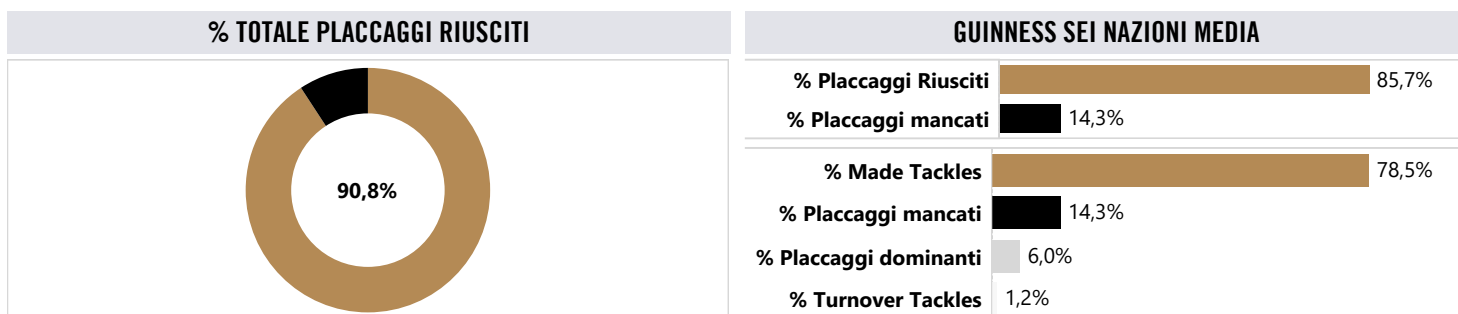 % TOTALE PLACCAGGI RIUSCITI
90,8%
GUINNESS SEI NAZIONI MEDIA
% Placcaggi Riusciti 85,7%
% Placcaggi mancati 14,3%
% Made Tackles 78,5%
% Placcaggi mancati 14,3%
% Placcaggi dominanti 6,0%
% Turnover Tackles 1,2%